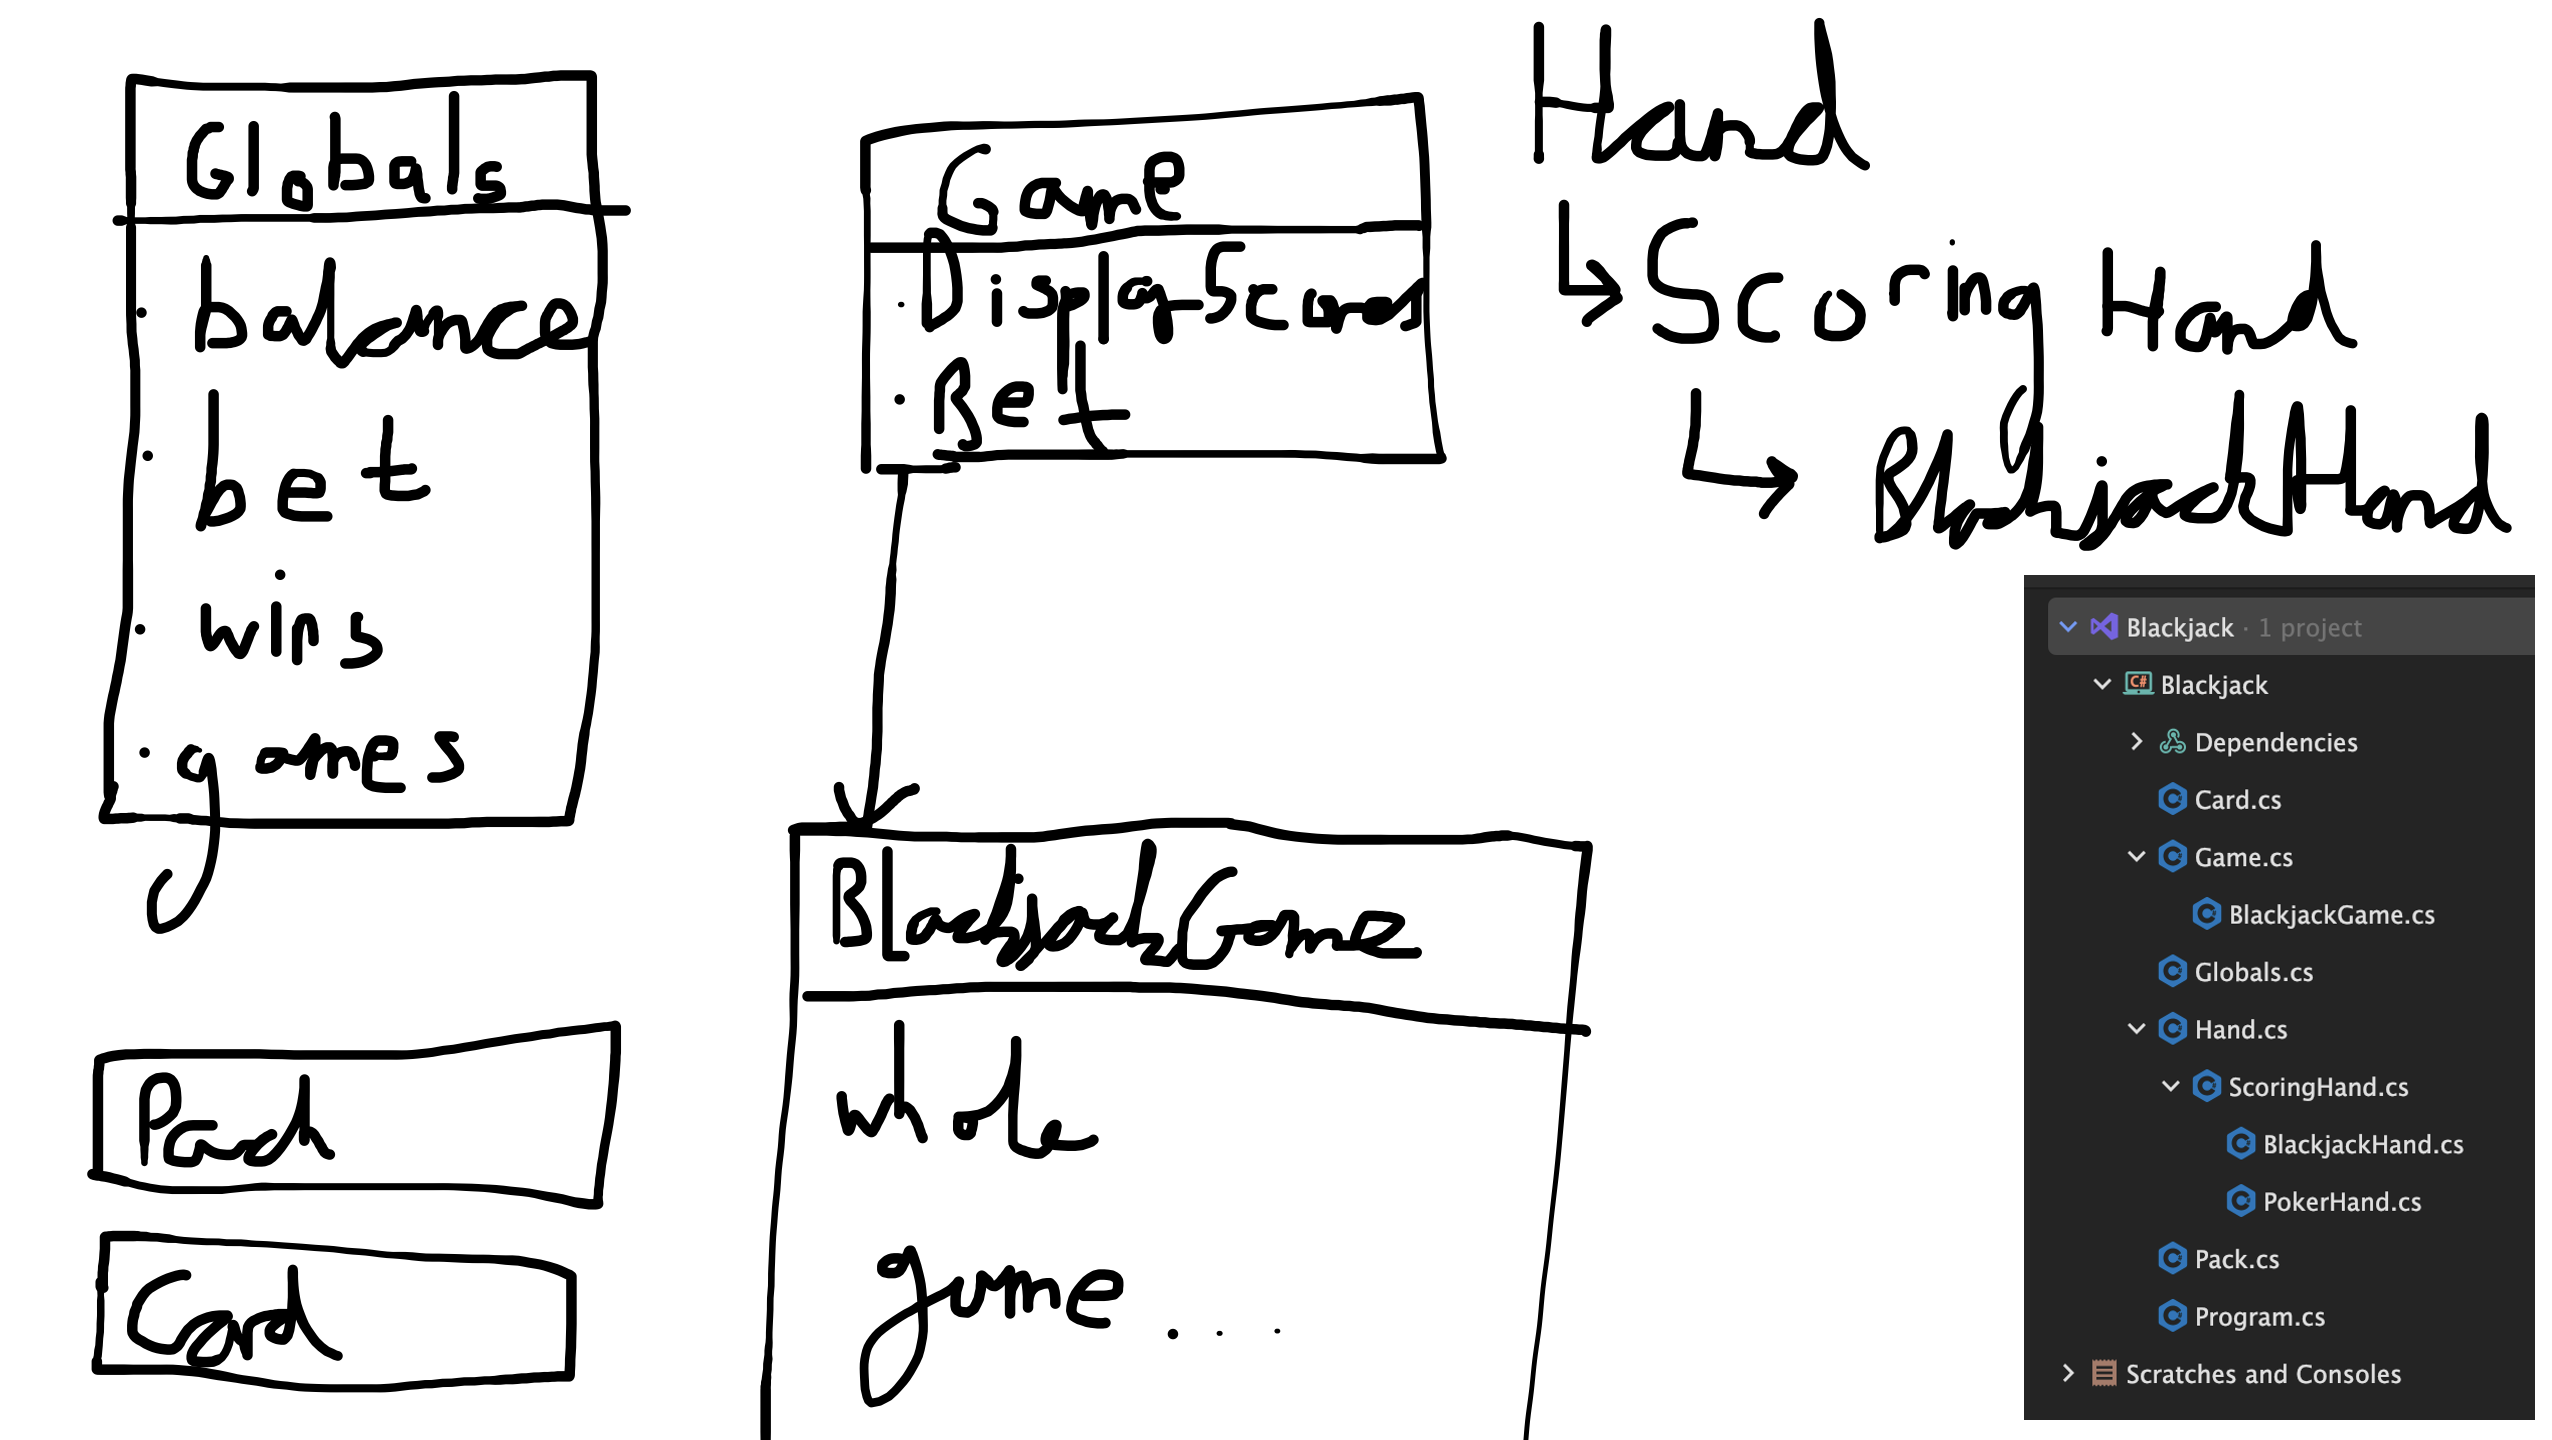 Globals
· balance
· bet
· wins
· games
Pack
Card
Game
· DisplayScores
· Bet
BlackjackGame
whole
game ...
Hand
↳ Scoring Hand
↳ BlackjackHand
Blackjack · 1 project
Blackjack
Dependencies
Card.cs
Game.cs
BlackjackGame.cs
Globals.cs
Hand.cs
ScoringHand.cs
BlackjackHand.cs
PokerHand.cs
Pack.cs
Program.cs
Scratches and Consoles